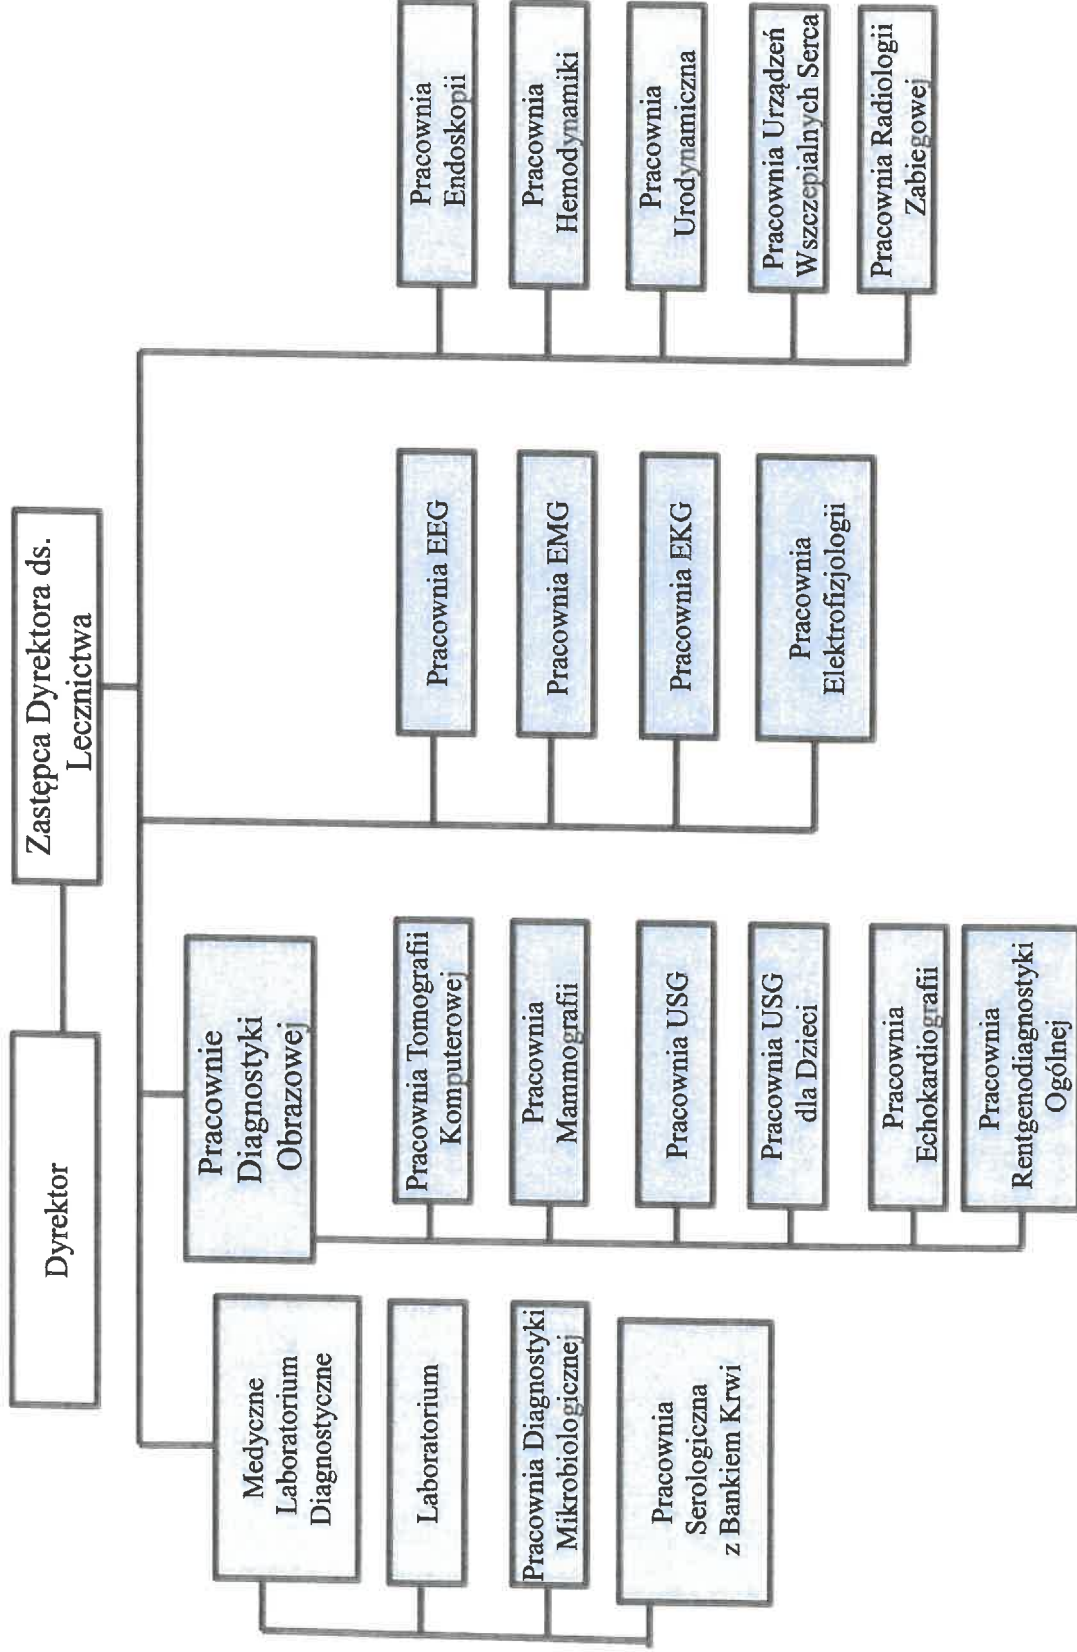 Dyrektor
Zastępca Dyrektora ds.
Lecznictwa
Medyczne
Laboratorium
Diagnostyczne
Laboratorium
Pracownia Diagnostyki
Mikrobiologicznej
Pracownia
Serologiczna
z Bankiem Krwi
Pracownie
Diagnostyki
Obrazowej
Pracownia Tomografii
Komputerowej
Pracownia
Mammografii
Pracownia USG
Pracownia USG
dla Dzieci
Pracownia
Echokardiografii
Pracownia
Rentgenodiagnostyki
Ogólnej
Pracownia EEG
Pracownia EMG
Pracownia EKG
Pracownia
Elektrofizjologii
Pracownia
Endoskopii
Pracownia
Hemodynamiki
Pracownia
Urodynamiczna
Pracownia Urządzeń
Wszczepialnych Serca
Pracownia Radiologii
Zabiegowej